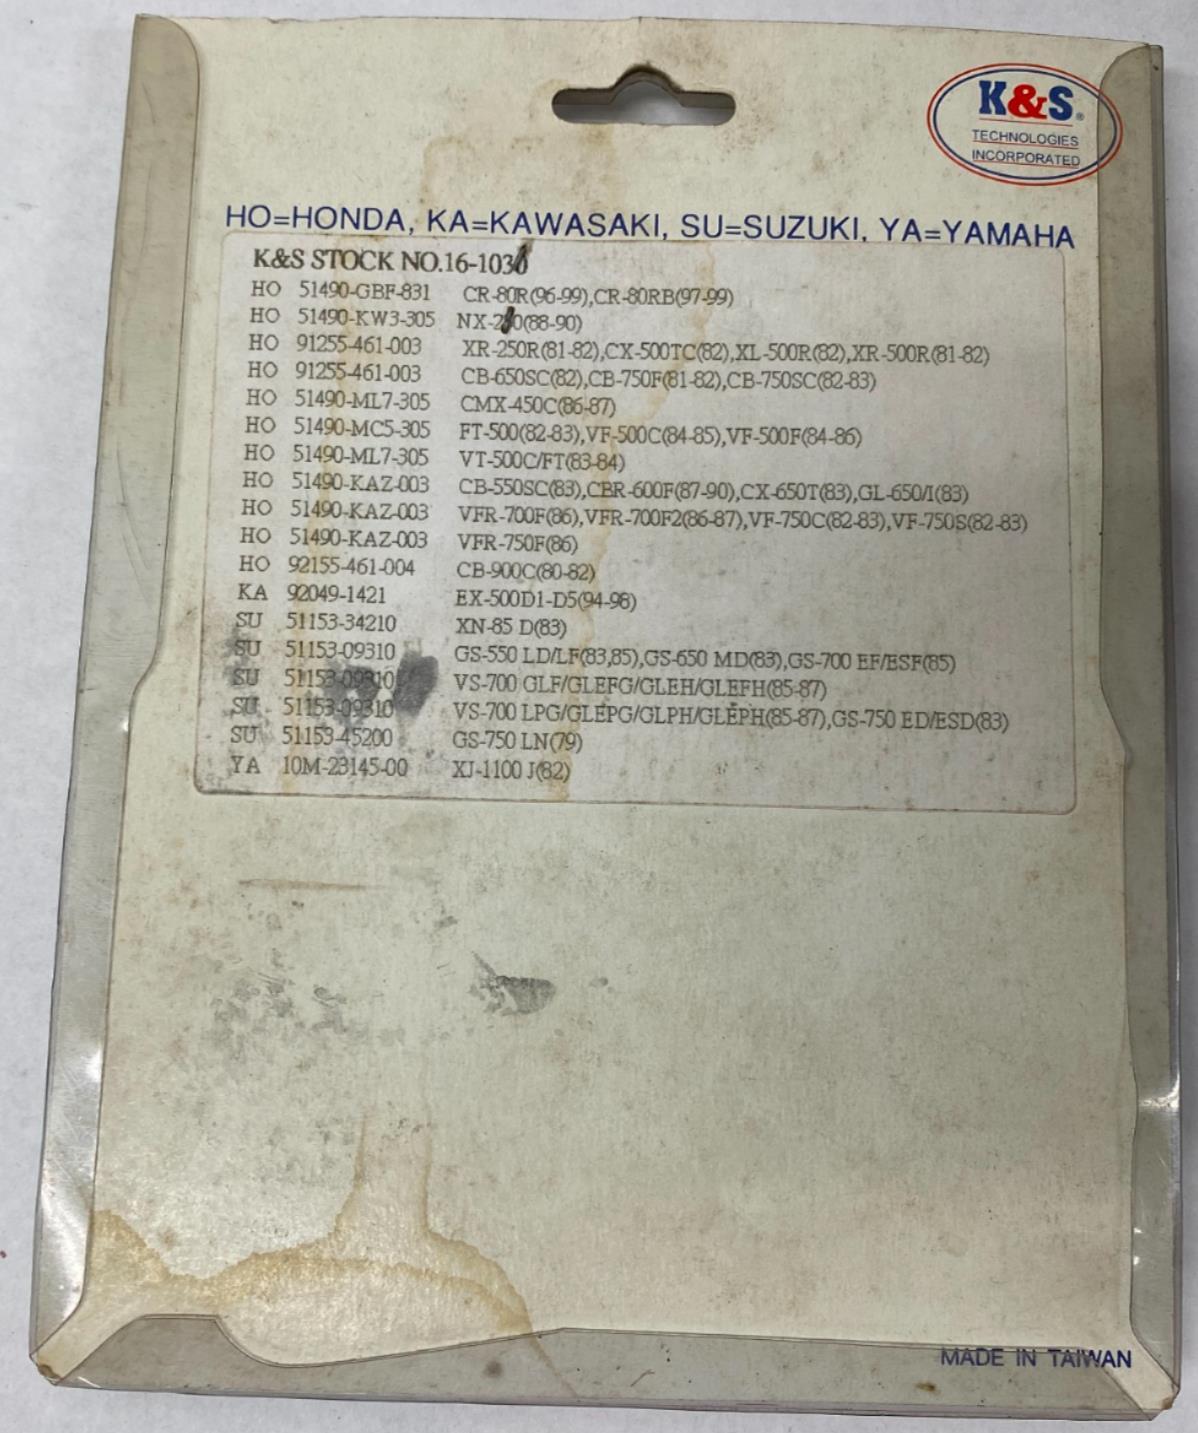 K&S®
TECHNOLOGIES
INCORPORATED
HO=HONDA, KA=KAWASAKI, SU=SUZUKI, YA=YAMAHA
K&S STOCK NO.
HO 51490-GBF-831 CR-80R(96-99),CR-80RB(97-99)
HO 51490-KW3-305
HO 91255-461-003 XR-250R(81-82),CX-500TC(82),XL-500R(82),XR-500R(81-82)
HO 91255-461-003 CB-650SC(82),CB-750F(81-82),CB-750SC(82-83)
HO 51490-ML7-305 CMX-450C(86-87)
HO 51490-MC5-305 FT-500(82-83),VF-500C(84-85),VF-500F(84-86)
HO 51490-ML7-305 VT-500C/FT(83-84)
HO 51490-KAZ-003 CB-550SC(83),CBR-600F(87-90),CX-650T(83),GL-650/I(83)
HO 51490-KAZ-003 VFR-700F(86),VFR-700F2(86-87),VF-750C(82-83),VF-750S(82-83)
HO 51490-KAZ-003 VFR-750F(86)
HO 92155-461-004 CB-900C(80-82)
KA 92049-1421 EX-500D1-D5(94-98)
SU 51153-34210 XN-85 D(83)
SU 51153-09310 GS-550 LD/LF(83,85),GS-650 MD(83),GS-700 EF/ESF(85)
SU 51153-09310 VS-700 GLF/GLEFG/GLEH/GLEFH(85-87)
SU 51153-09310 VS-700 LPG/GLEPG/GLPH/GLEPH(85-87),GS-750 ED/ESD(83)
SU 51153-45200 GS-750 LN(79)
YA 10M-23145-00 XJ-1100 J(82)
MADE IN TAIWAN